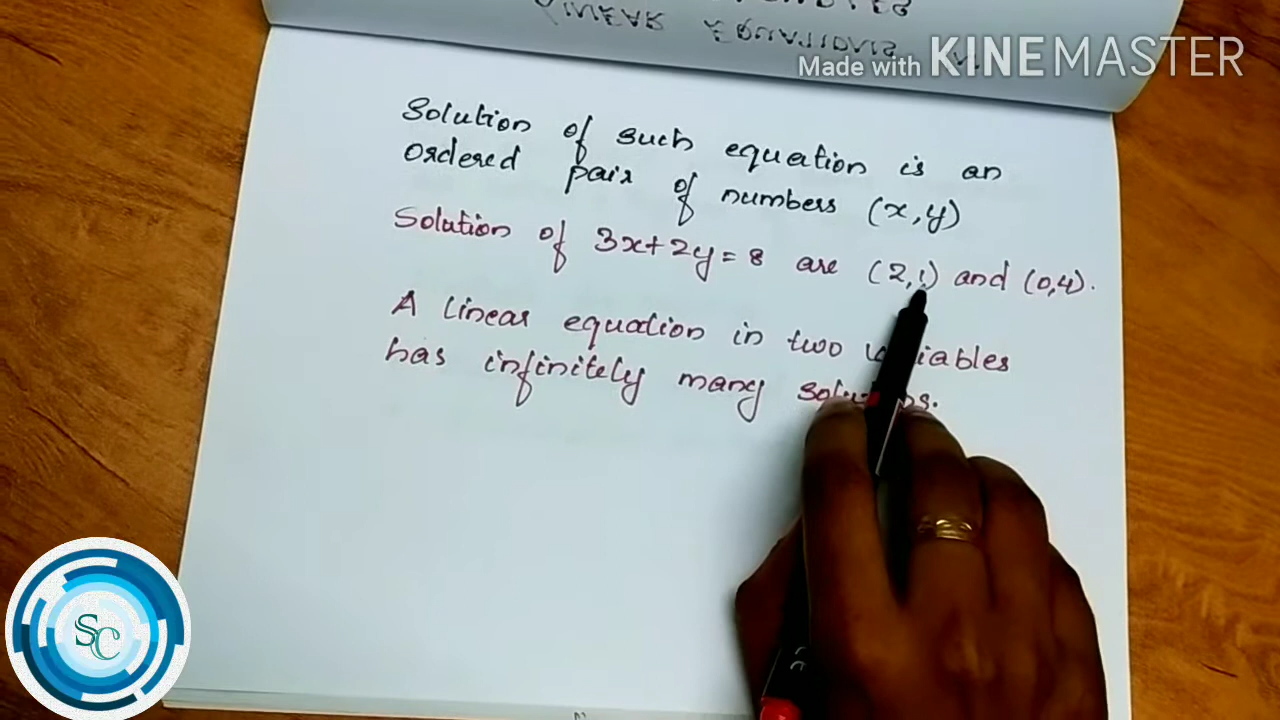 Made with KINEMASTER
Solution of such equation is an
ordered pair of numbers (x,y)
Solution of 3x+2y=8 are (2,1) and (0,4).
A linear equation in two
has infinitely many
SC